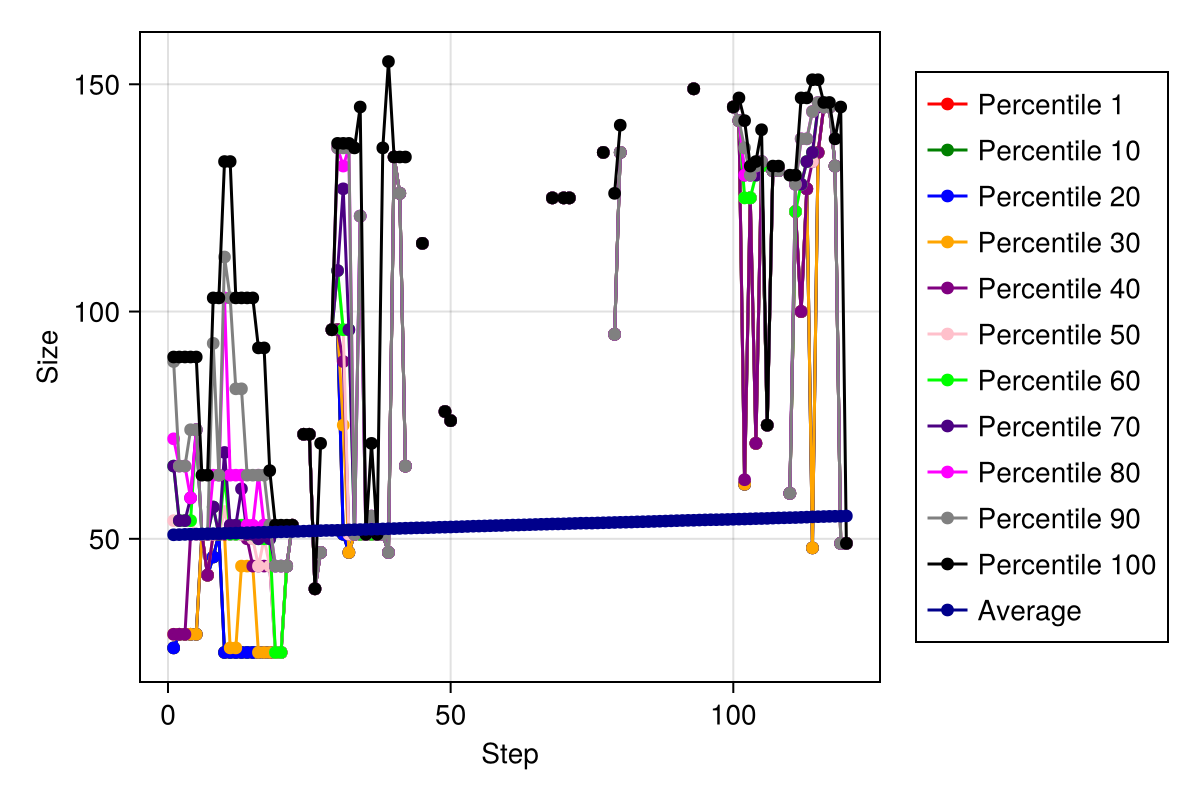 150
100
50
0
50
100
Size
Step
Percentile 1
Percentile 10
Percentile 20
Percentile 30
Percentile 40
Percentile 50
Percentile 60
Percentile 70
Percentile 80
Percentile 90
Percentile 100
Average